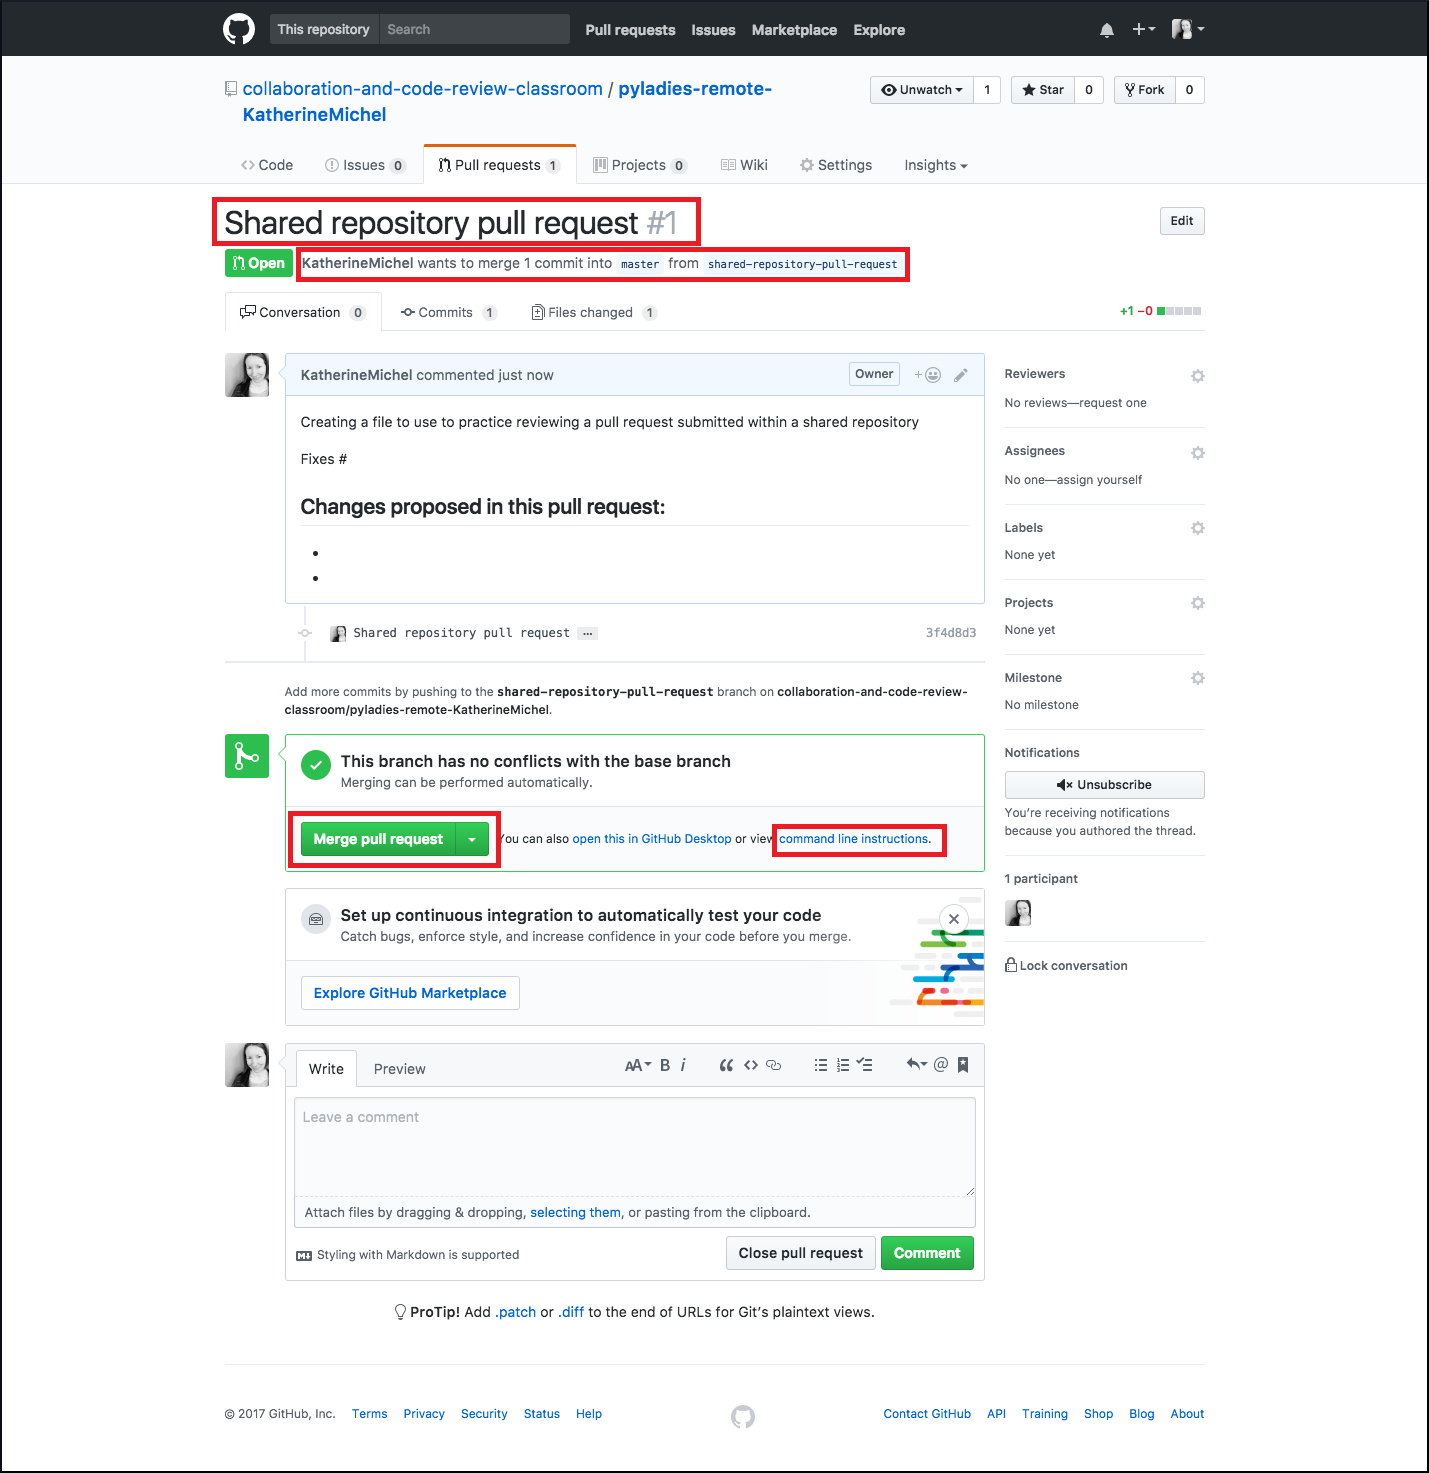 This repository Search Pull requests Issues Marketplace Explore
collaboration-and-code-review-classroom / pyladies-remote-
KatherineMichel
Unwatch 1 Star 0 Fork 0
Code Issues 0 Pull requests 1 Projects 0 Wiki Settings Insights
Shared repository pull request #1
Edit
Open KatherineMichel wants to merge 1 commit into master from shared-repository-pull-request
Conversation 0 Commits 1 Files changed 1 +1 −0
KatherineMichel commented just now Owner
Creating a file to use to practice reviewing a pull request submitted within a shared repository
Fixes #
Changes proposed in this pull request:
Shared repository pull request … 3f4d8d3
Add more commits by pushing to the shared-repository-pull-request branch on collaboration-and-code-review-
classroom/pyladies-remote-KatherineMichel.
This branch has no conflicts with the base branch
Merging can be performed automatically.
Merge pull request You can also open this in GitHub Desktop or view command line instructions.
Set up continuous integration to automatically test your code
Catch bugs, enforce style, and increase confidence in your code before you merge.
Explore GitHub Marketplace
Write Preview AA B i “ <> @
Leave a comment
Attach files by dragging & dropping, selecting them, or pasting from the clipboard.
Styling with Markdown is supported
Close pull request Comment
ProTip! Add .patch or .diff to the end of URLs for Git’s plaintext views.
Reviewers
No reviews—request one
Assignees
No one—assign yourself
Labels
None yet
Projects
None yet
Milestone
No milestone
Notifications
Unsubscribe
You’re receiving notifications
because you authored the thread.
1 participant
Lock conversation
© 2017 GitHub, Inc. Terms Privacy Security Status Help
Contact GitHub API Training Shop Blog About